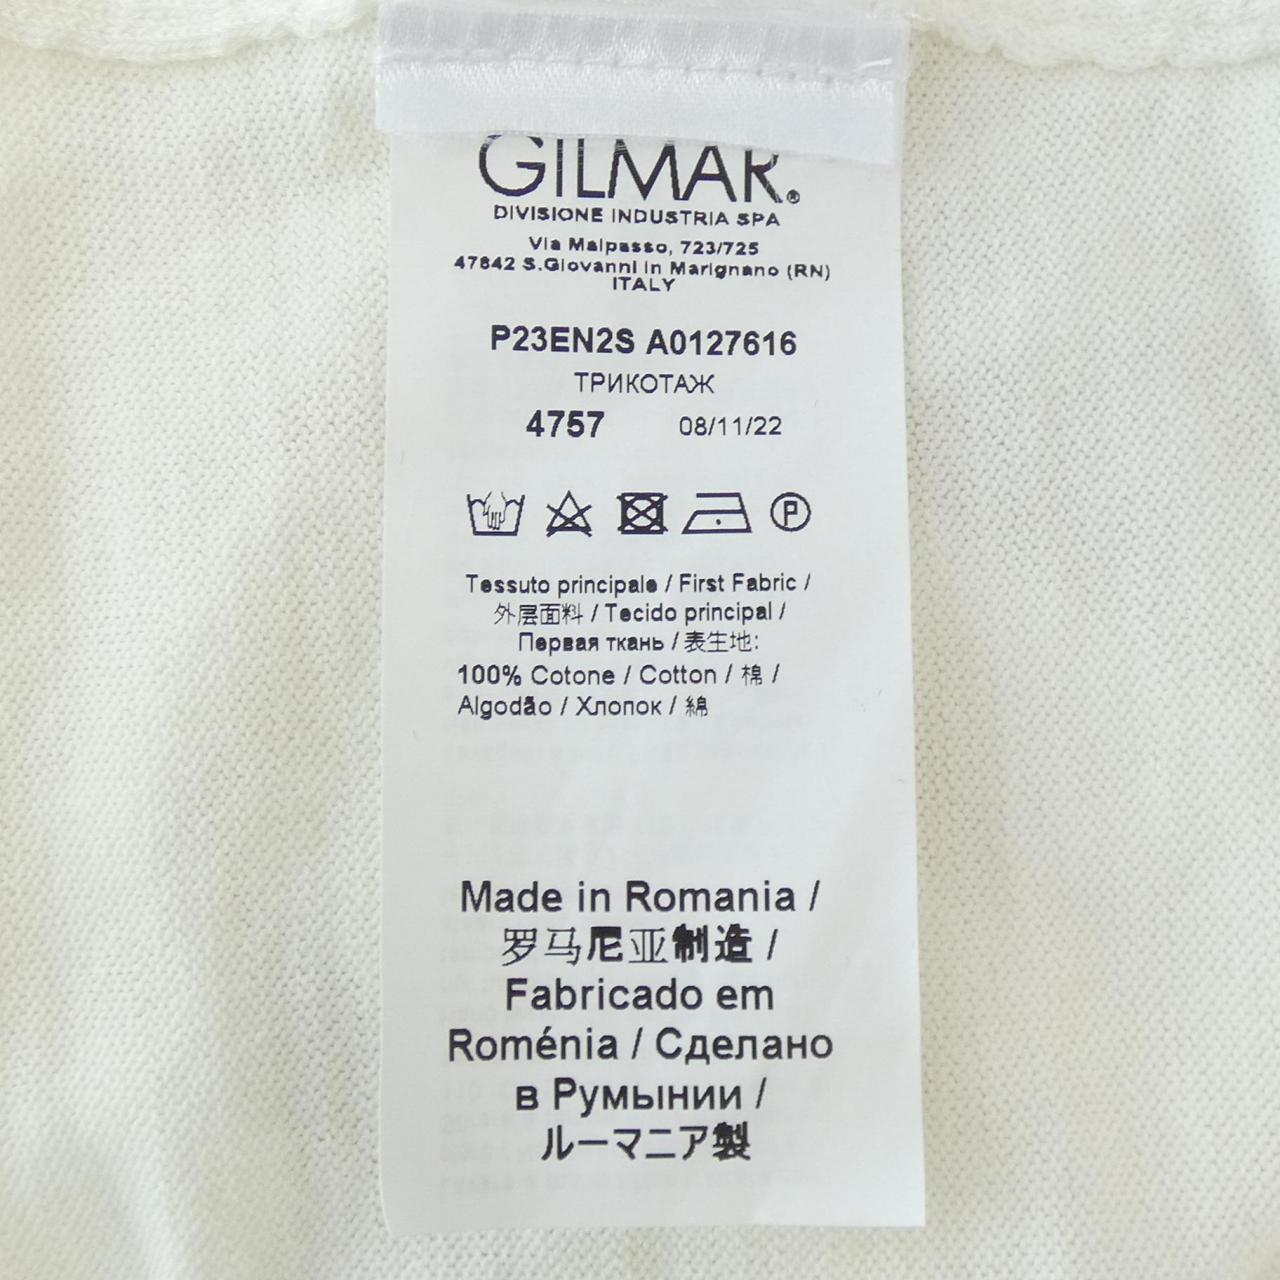 GILMAR®
DIVISIONE INDUSTRIA SPA
Via Malpasso, 723/725
47842 S.Giovanni in Marignano (RN)
ITALY
P23EN2S A0127616
ТРИКОТАЖ
4757 08/11/22
P
Tessuto principale / First Fabric /
外层面料 / Tecido principal /
Первая ткань / 表生地:
100% Cotone / Cotton / 棉 /
Algodão / Хлопок / 綿
Made in Romania /
罗马尼亚制造 /
Fabricado em
Roménia / Сделано
в Румынии /
ルーマニア製